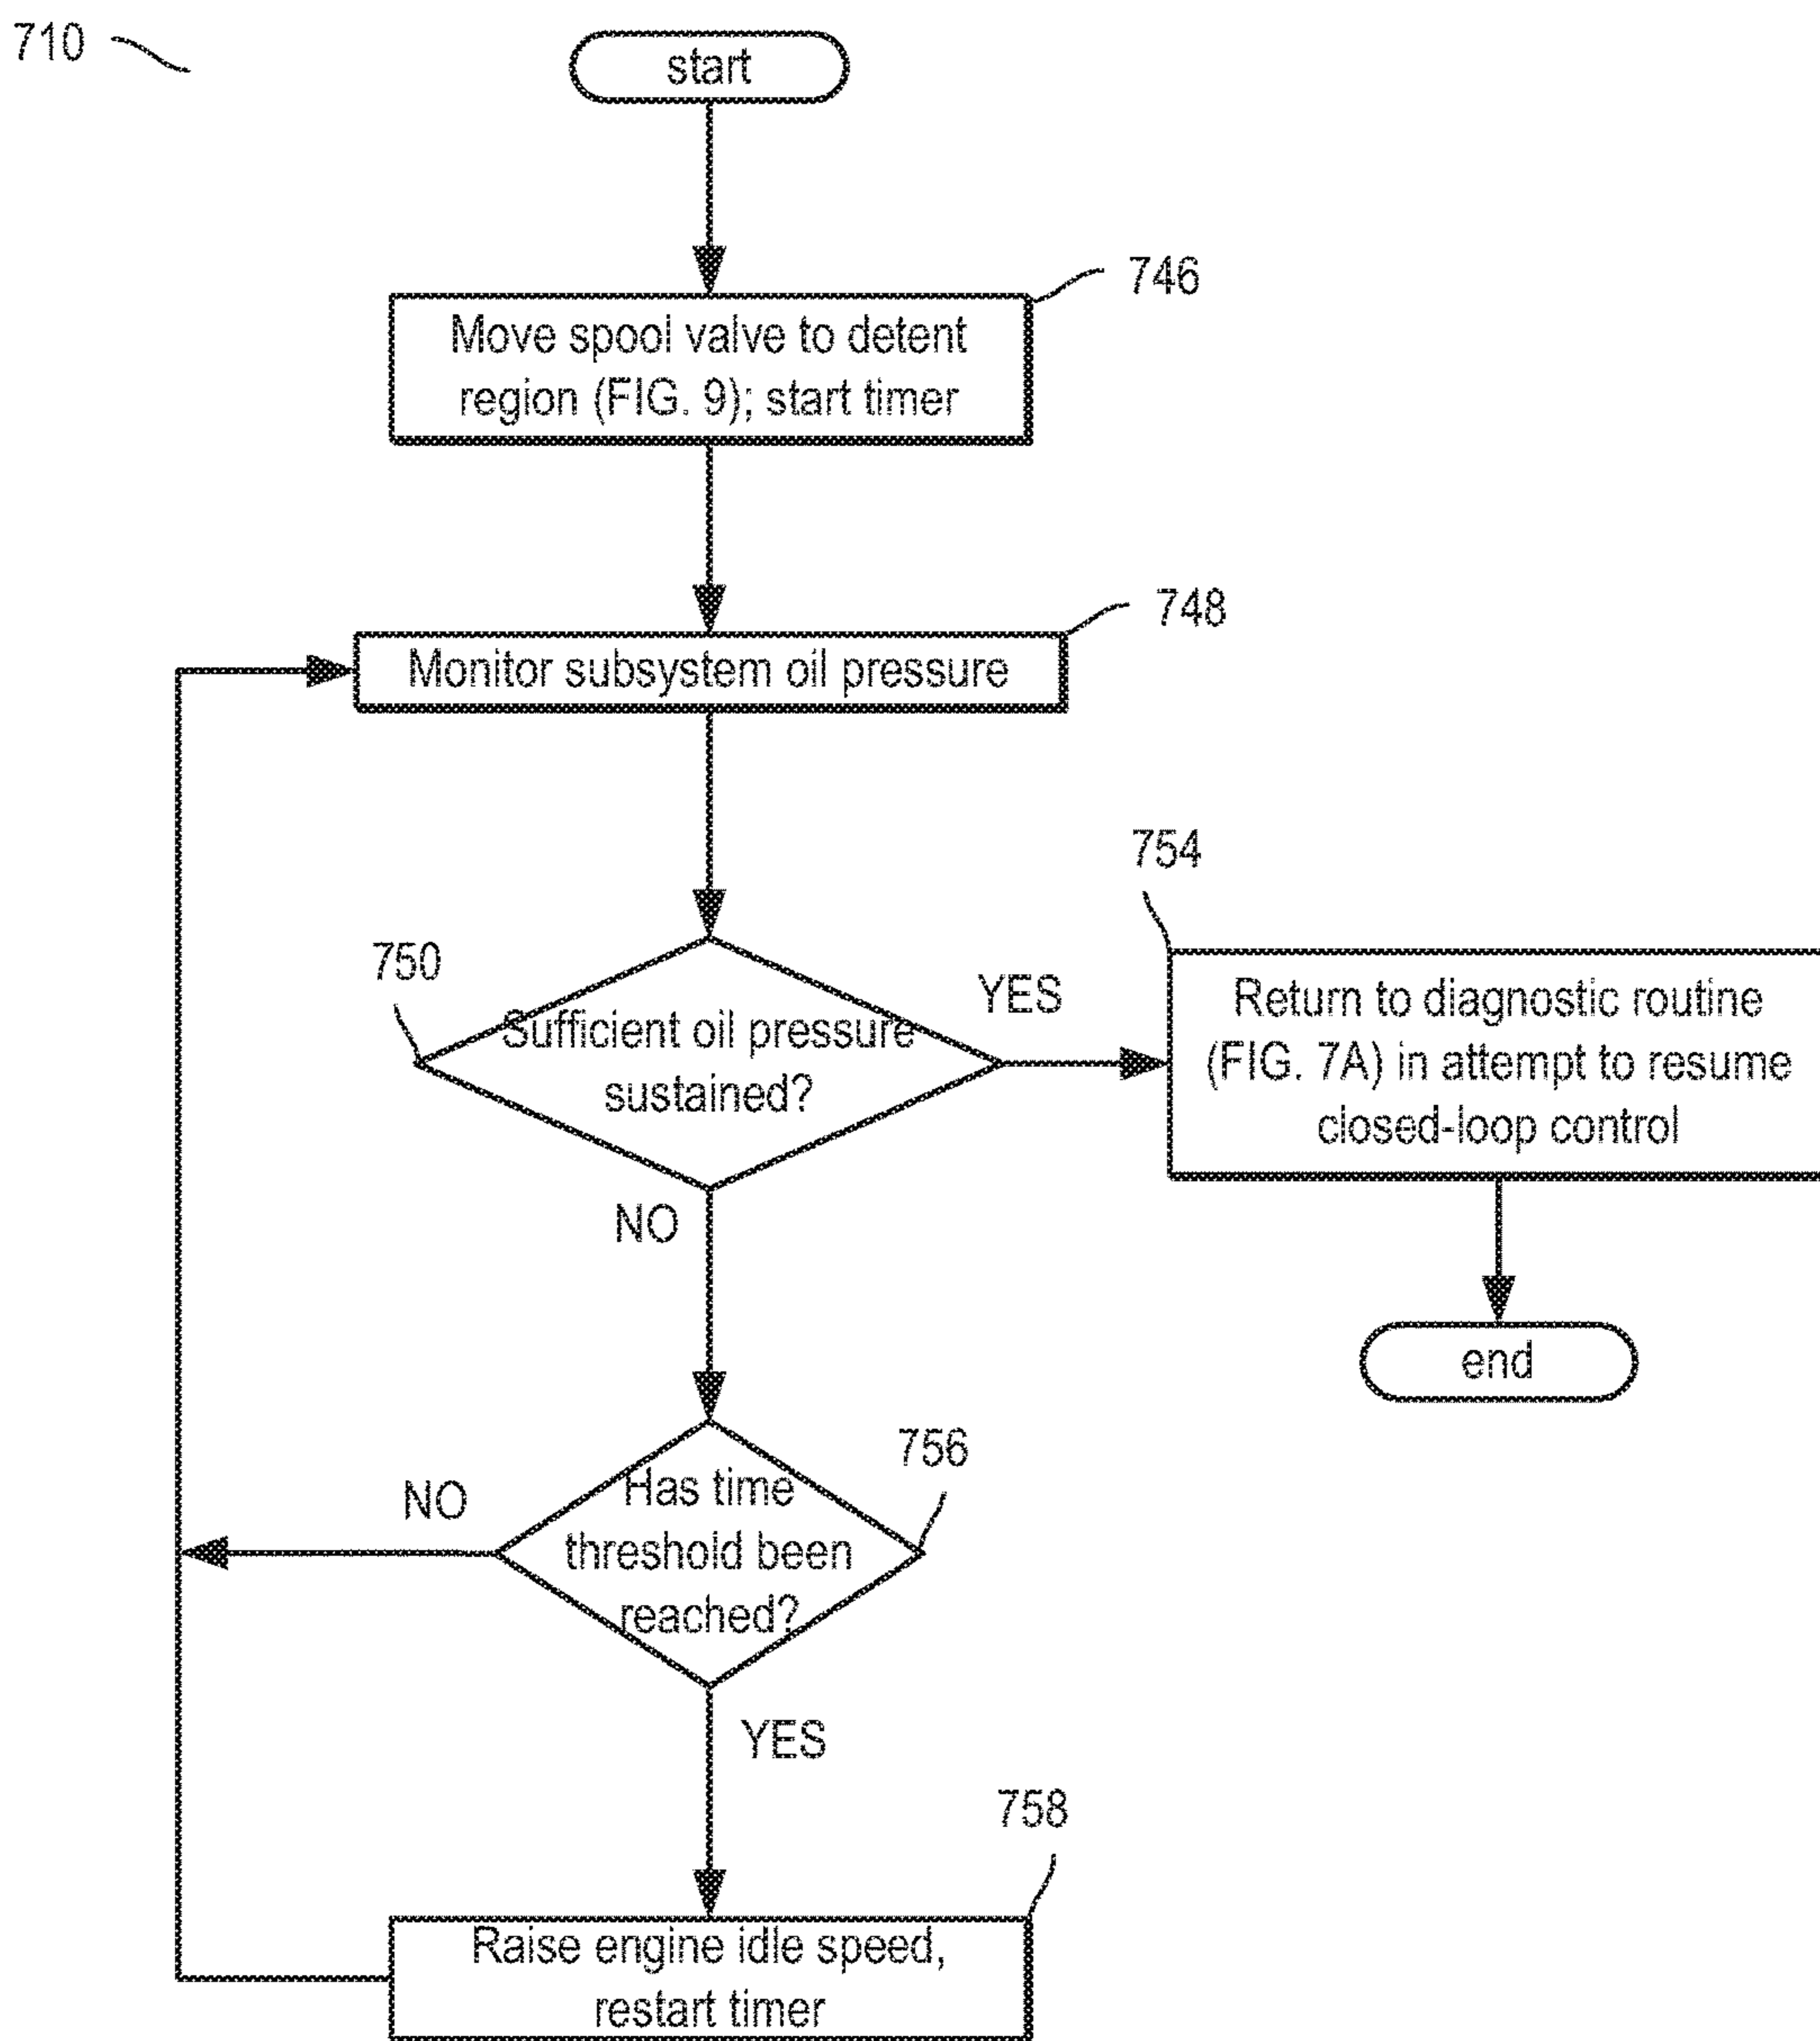 710
start
746
Move spool valve to detent
region (FIG. 9); start timer
748
Monitor subsystem oil pressure
750
Sufficient oil pressure
sustained?
YES
754
Return to diagnostic routine
(FIG. 7A) in attempt to resume
closed-loop control
NO
end
756
Has time
threshold been
reached?
NO
YES
758
Raise engine idle speed,
restart timer